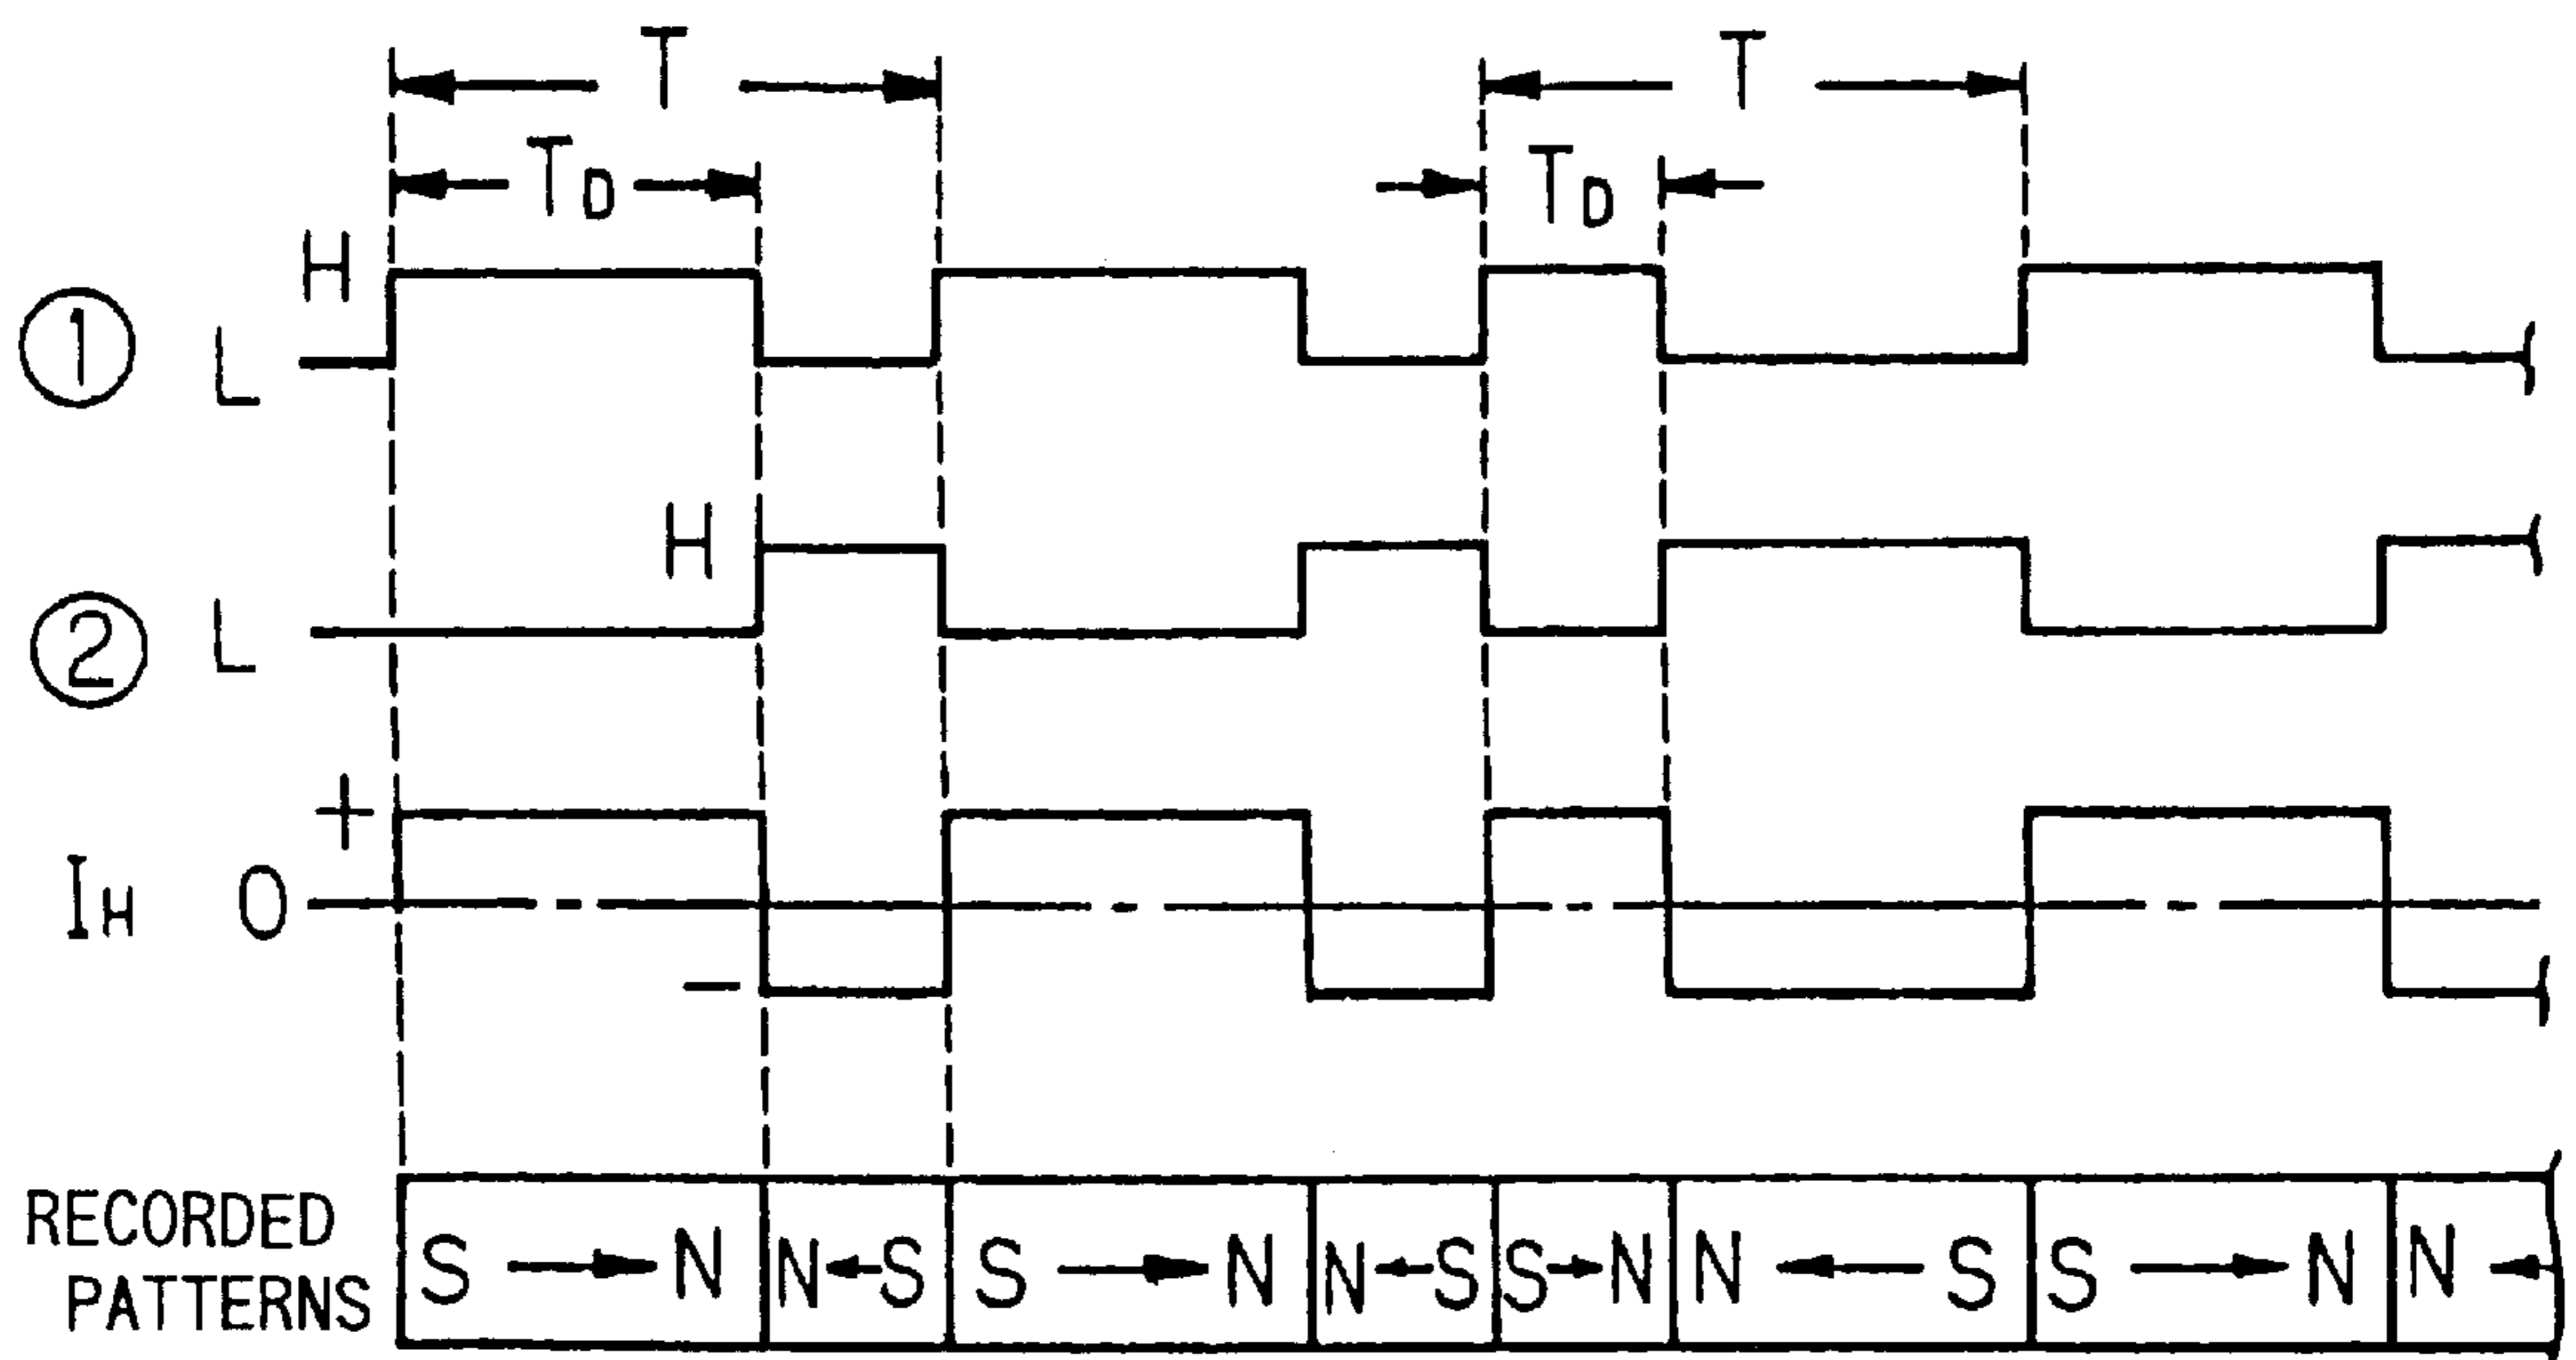 T T
TD TD
H
① L
H
② L
+
IH 0
−
RECORDED S N N S S N N S S N N S S N N
PATTERNS